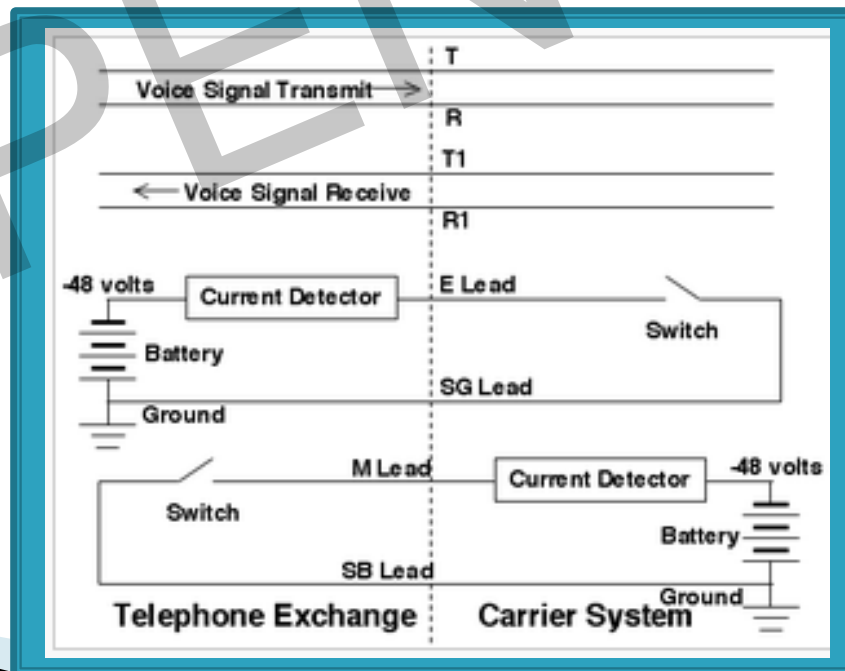 T
Voice Signal Transmit
R
T1
Voice Signal Receive
R1
-48 volts
Current Detector
E Lead
Switch
Battery
SG Lead
Ground
M Lead
Current Detector
-48 volts
Switch
Battery
SB Lead
Ground
Telephone Exchange
Carrier System
PEN